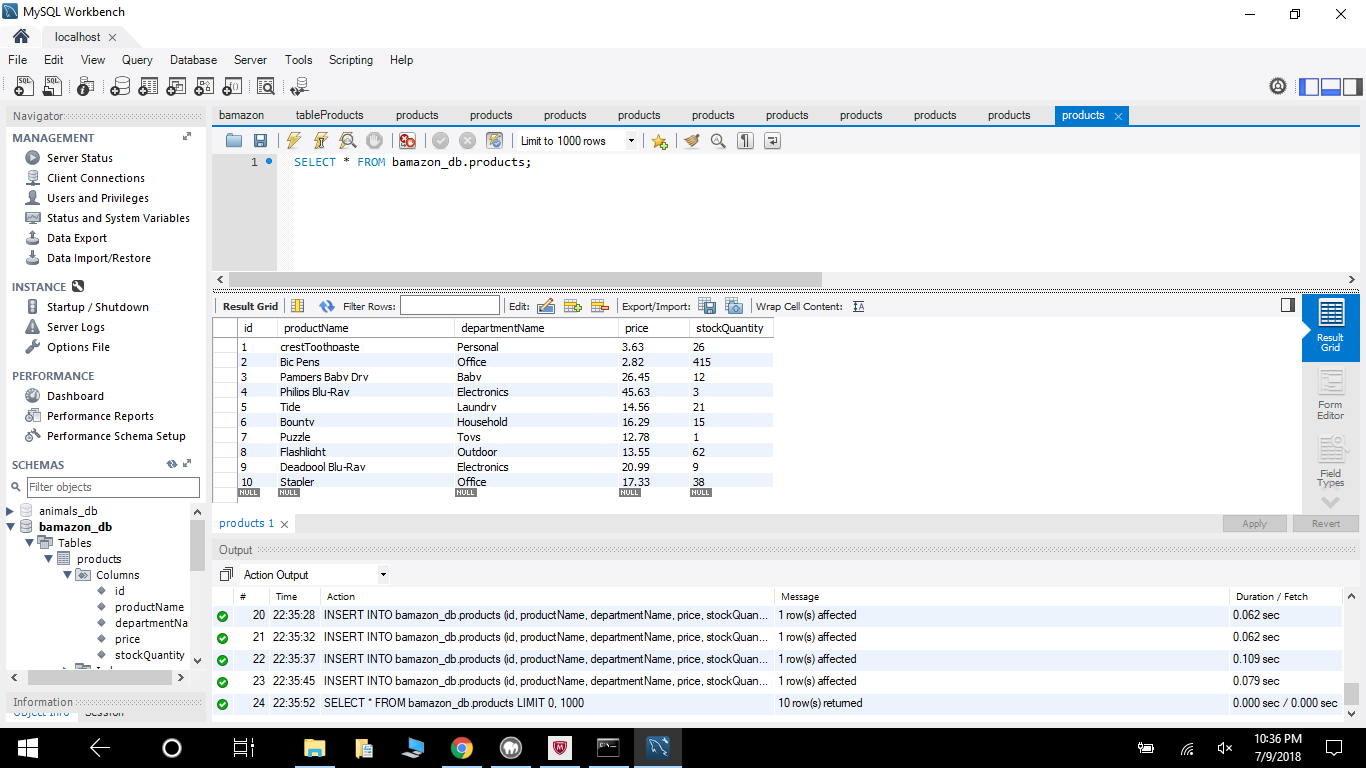 MySQL Workbench
localhost
File Edit View Query Database Server Tools Scripting Help
Navigator
MANAGEMENT
Server Status
Client Connections
Users and Privileges
Status and System Variables
Data Export
Data Import/Restore
INSTANCE
Startup / Shutdown
Server Logs
Options File
PERFORMANCE
Dashboard
Performance Reports
Performance Schema Setup
SCHEMAS
Filter objects
animals_db
bamazon_db
Tables
products
Columns
id
productName
departmentNa
price
stockQuantity
Information
Object Info Session
bamazon tableProducts products products products products products products products products products products
Limit to 1000 rows
1 SELECT * FROM bamazon_db.products;
Result Grid Filter Rows: Edit: Export/Import: Wrap Cell Content:
id productName departmentName price stockQuantity
1 crestToothpaste Personal 3.63 26
2 Bic Pens Office 2.82 415
3 Pampers Baby Dry Baby 26.45 12
4 Philips Blu-Ray Electronics 45.63 3
5 Tide Laundry 14.56 21
6 Bounty Household 16.29 15
7 Puzzle Toys 12.78 1
8 Flashlight Outdoor 13.55 62
9 Deadpool Blu-Ray Electronics 20.99 9
10 Stapler Office 17.33 38
NULL NULL NULL NULL NULL
Result
Grid
Form
Editor
Field
Types
products 1
Apply Revert
Output
Action Output
# Time Action Message Duration / Fetch
20 22:35:28 INSERT INTO bamazon_db.products (id, productName, departmentName, price, stockQuan... 1 row(s) affected 0.062 sec
21 22:35:32 INSERT INTO bamazon_db.products (id, productName, departmentName, price, stockQuan... 1 row(s) affected 0.062 sec
22 22:35:37 INSERT INTO bamazon_db.products (id, productName, departmentName, price, stockQuan... 1 row(s) affected 0.109 sec
23 22:35:45 INSERT INTO bamazon_db.products (id, productName, departmentName, price, stockQuan... 1 row(s) affected 0.079 sec
24 22:35:52 SELECT * FROM bamazon_db.products LIMIT 0, 1000 10 row(s) returned 0.000 sec / 0.000 sec
10:36 PM
7/9/2018